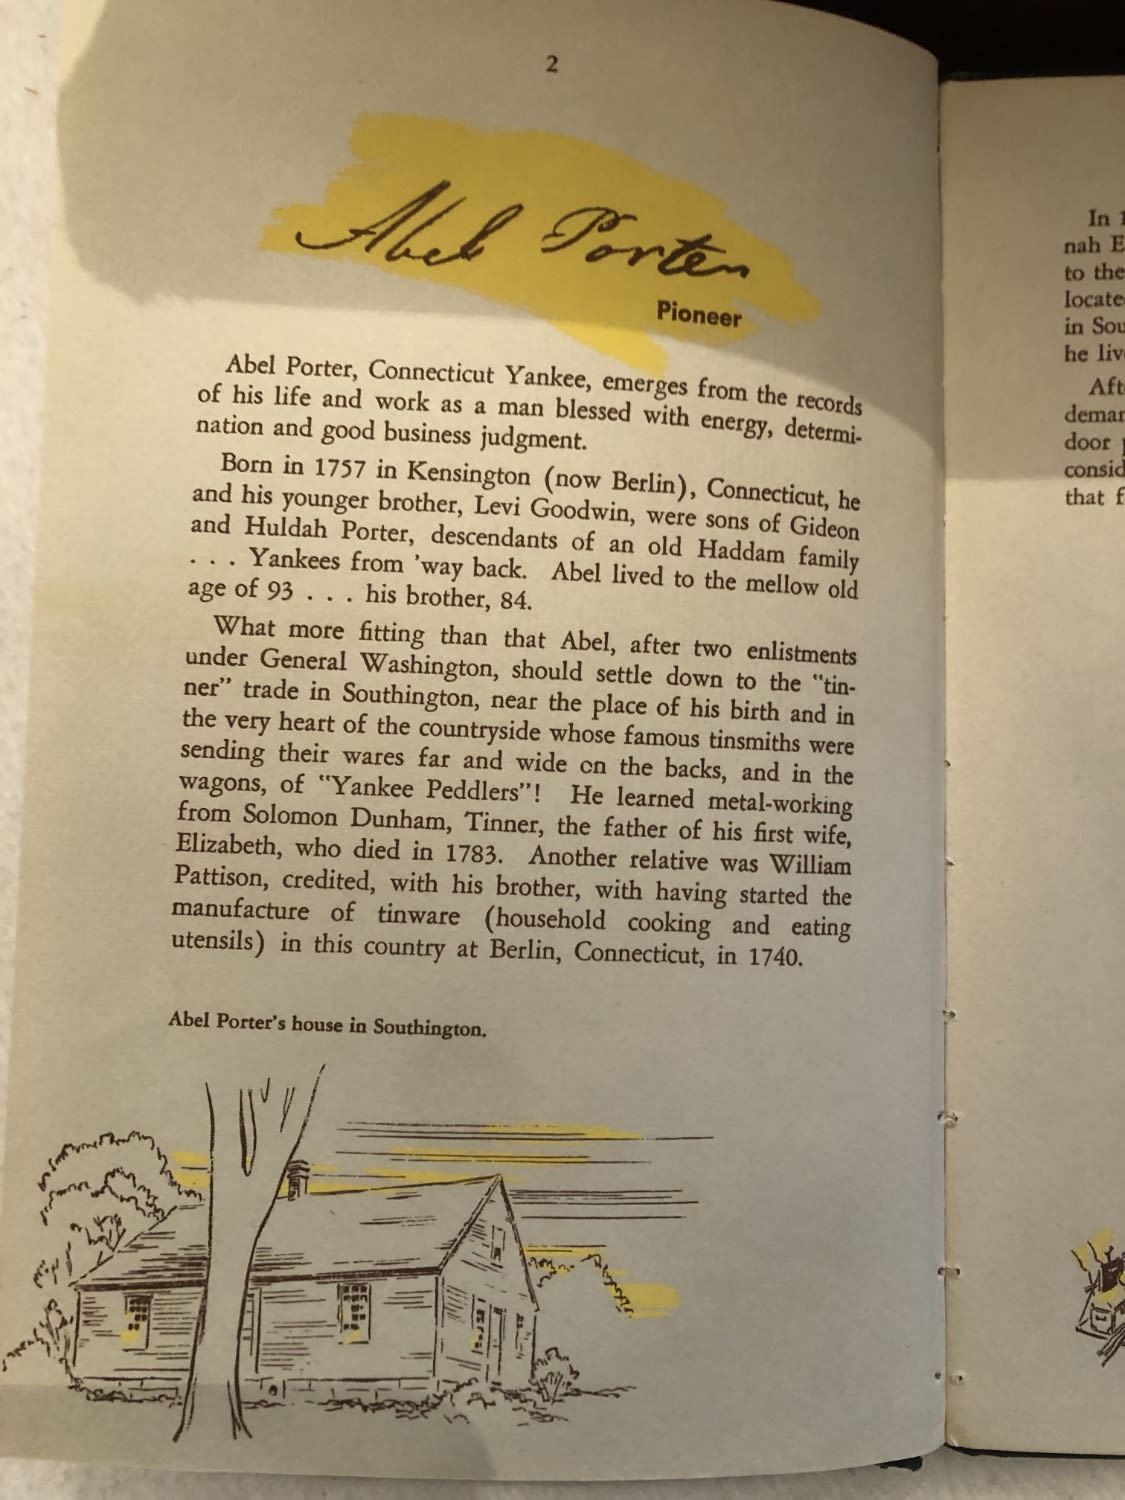 2
Abel Porter
Pioneer
Abel Porter, Connecticut Yankee, emerges from the records
of his life and work as a man blessed with energy, determi-
nation and good business judgment.
Born in 1757 in Kensington (now Berlin), Connecticut, he
and his younger brother, Levi Goodwin, were sons of Gideon
and Huldah Porter, descendants of an old Haddam family
. . . Yankees from 'way back. Abel lived to the mellow old
age of 93 . . . his brother, 84.
What more fitting than that Abel, after two enlistments
under General Washington, should settle down to the "tin-
ner" trade in Southington, near the place of his birth and in
the very heart of the countryside whose famous tinsmiths were
sending their wares far and wide on the backs, and in the
wagons, of "Yankee Peddlers"! He learned metal-working
from Solomon Dunham, Tinner, the father of his first wife,
Elizabeth, who died in 1783. Another relative was William
Pattison, credited, with his brother, with having started the
manufacture of tinware (household cooking and eating
utensils) in this country at Berlin, Connecticut, in 1740.
Abel Porter's house in Southington.
In
nah
to the
in
he
door
that